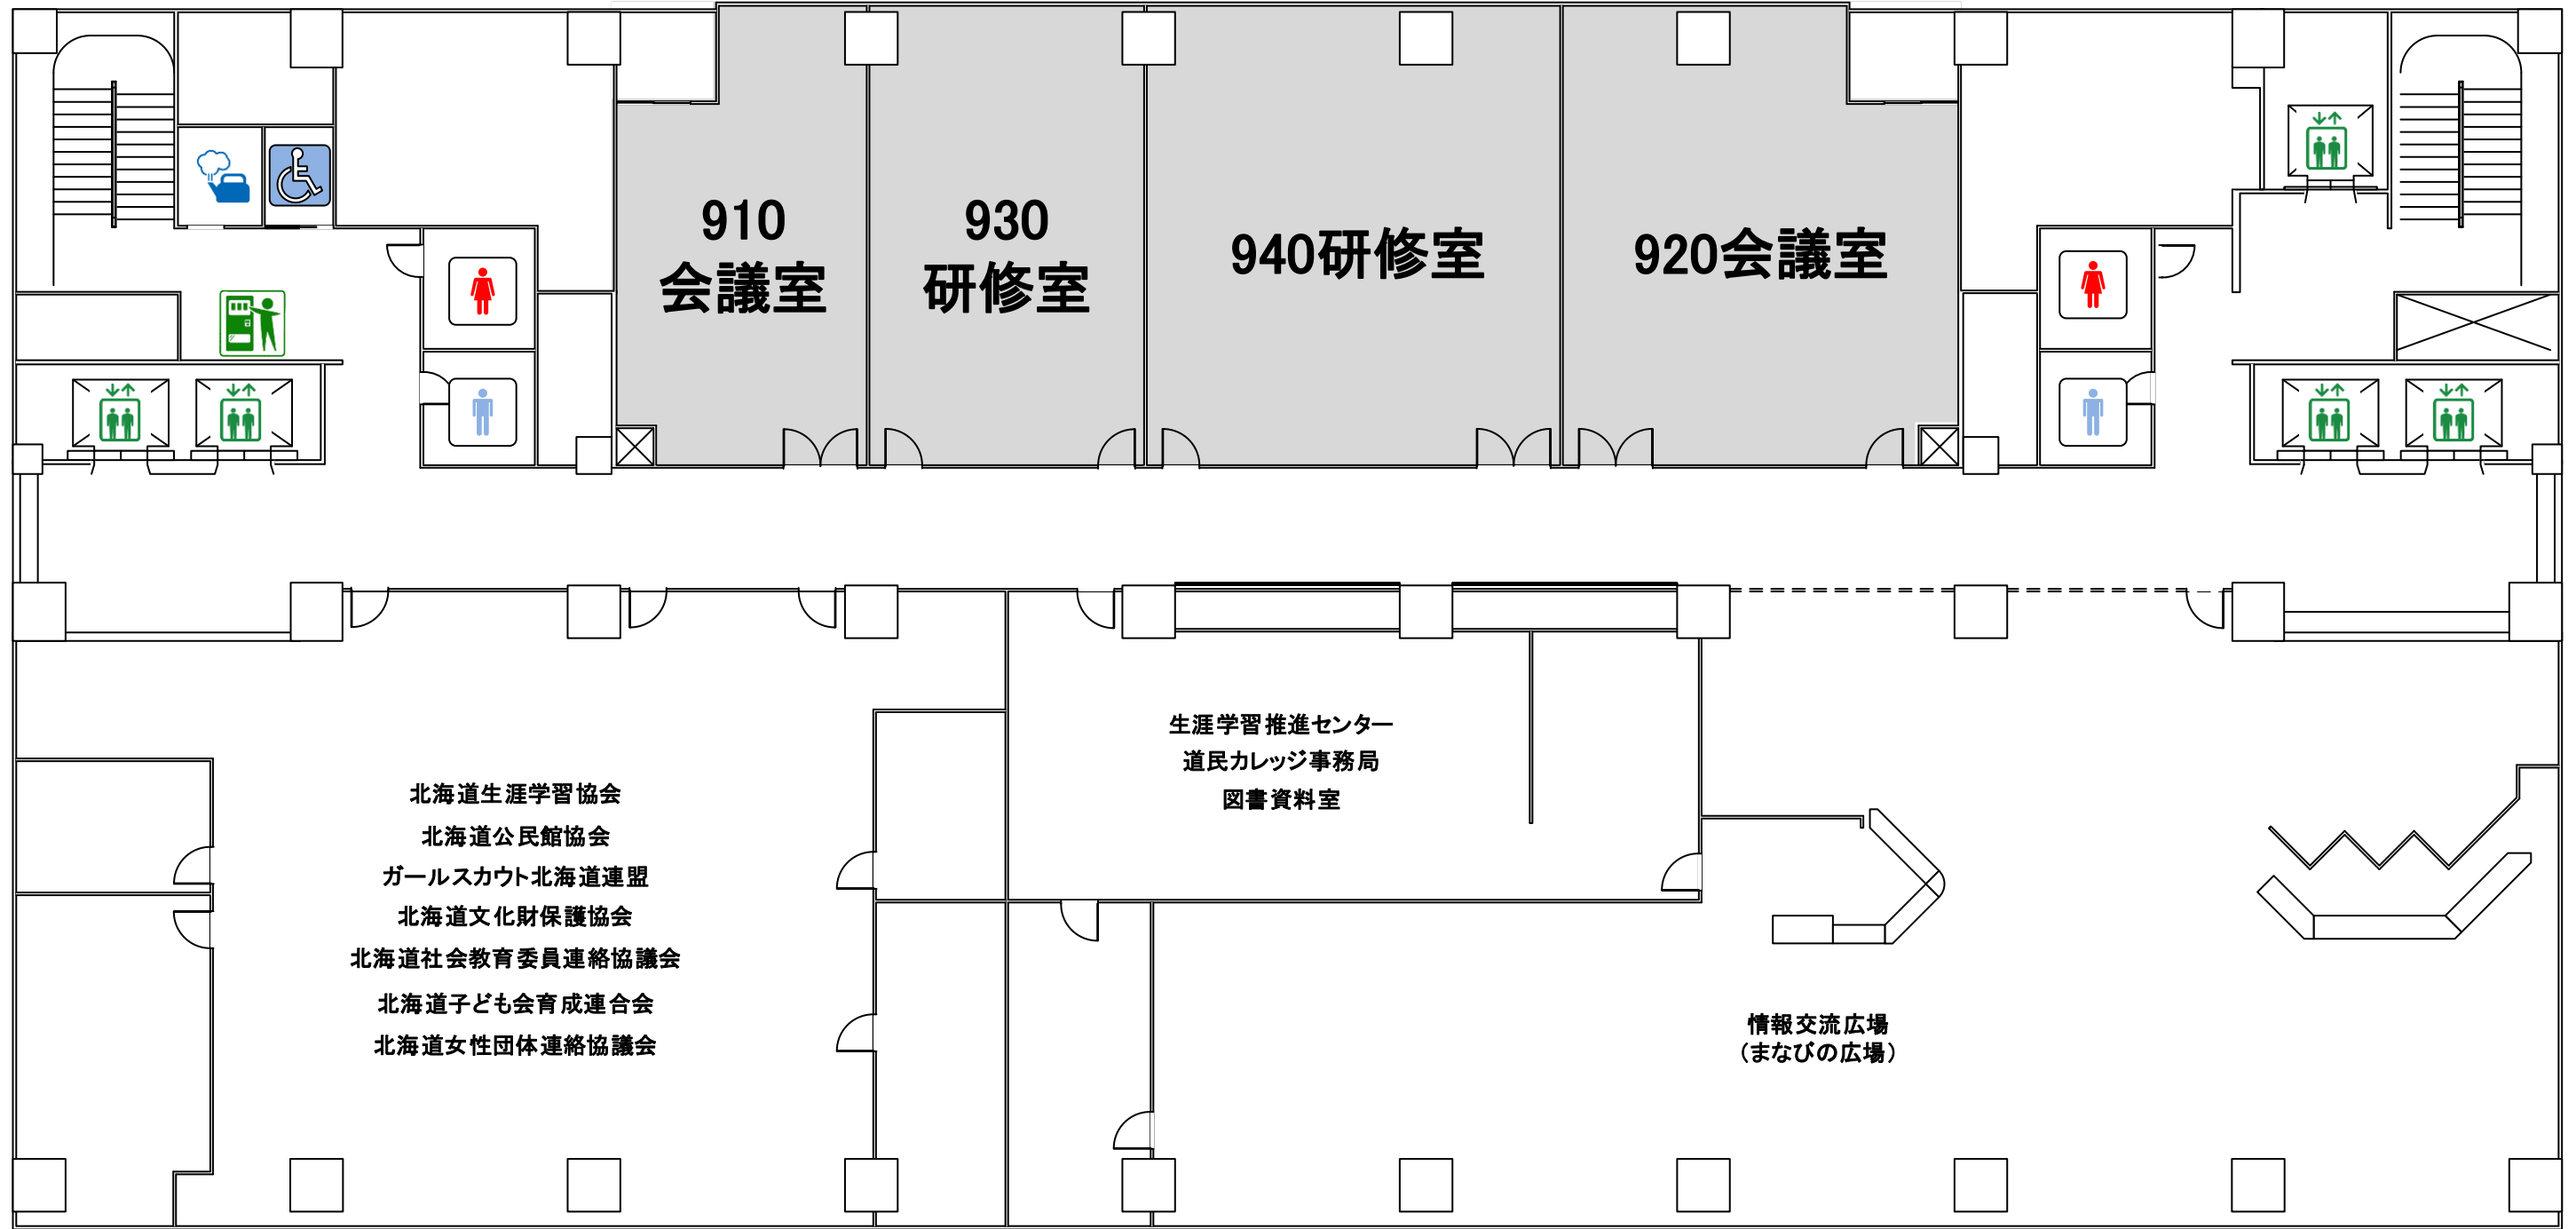 910
会議室
930
研修室
940研修室
920会議室
生涯学習推進センター
道民カレッジ事務局
図書資料室
北海道生涯学習協会
北海道公民館協会
ガールスカウト北海道連盟
北海道文化財保護協会
北海道社会教育委員連絡協議会
北海道子ども会育成連合会
北海道女性団体連絡協議会
情報交流広場
（まなびの広場）